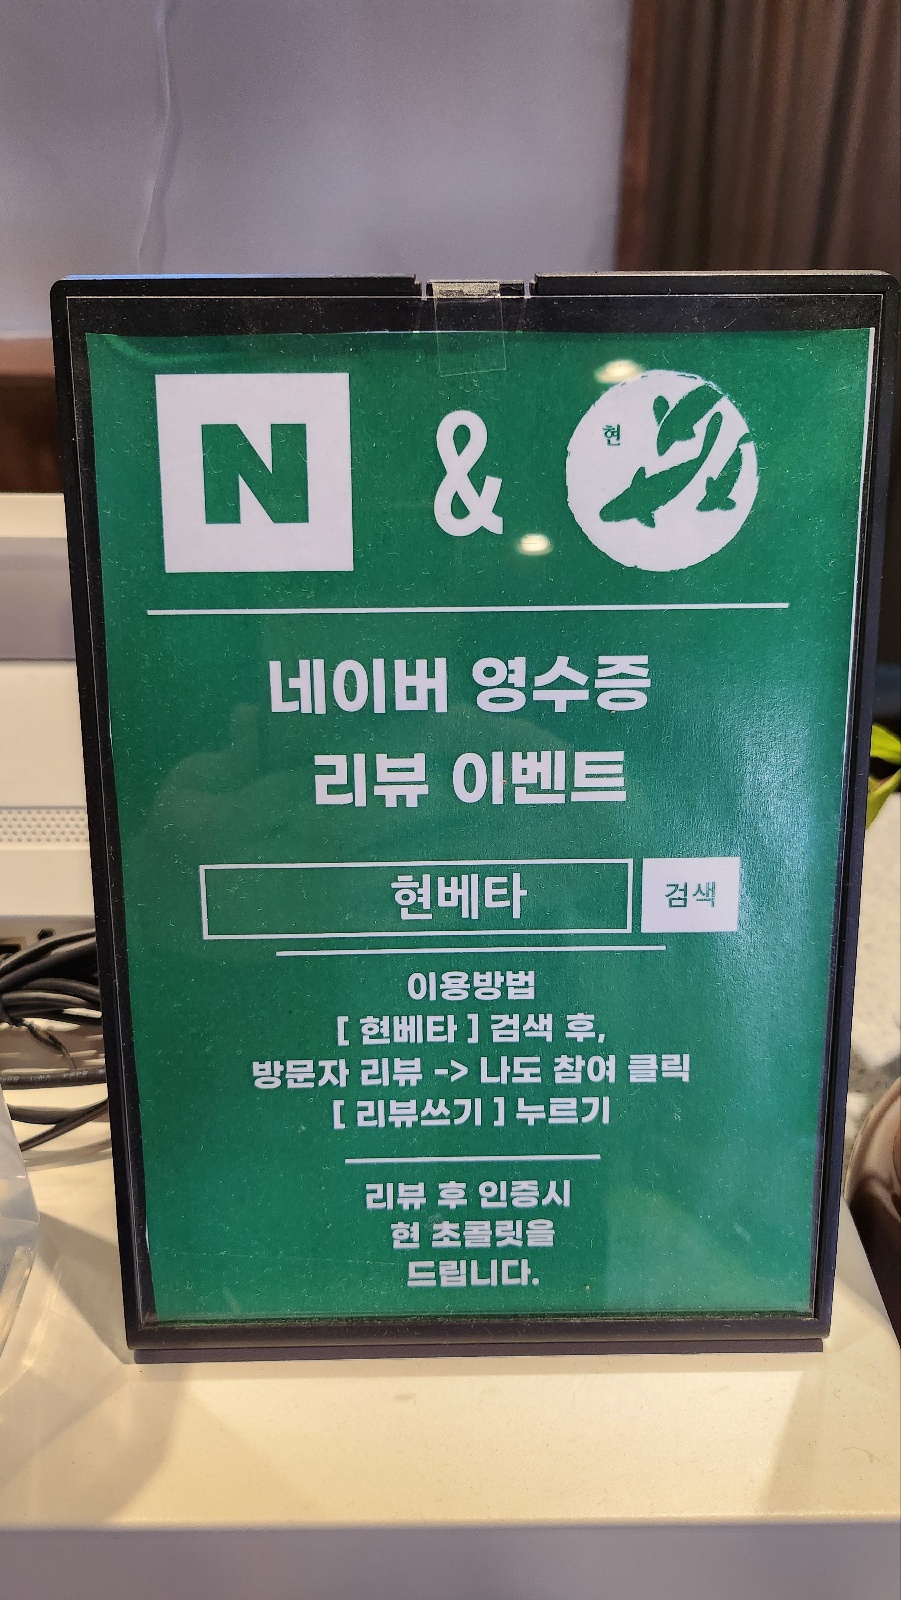 N & 현
네이버 영수증
리뷰 이벤트
현베타 검색
이용방법
[ 현베타 ] 검색 후,
방문자 리뷰 -> 나도 참여 클릭
[ 리뷰쓰기 ] 누르기
리뷰 후 인증시
현 초콜릿을
드립니다.